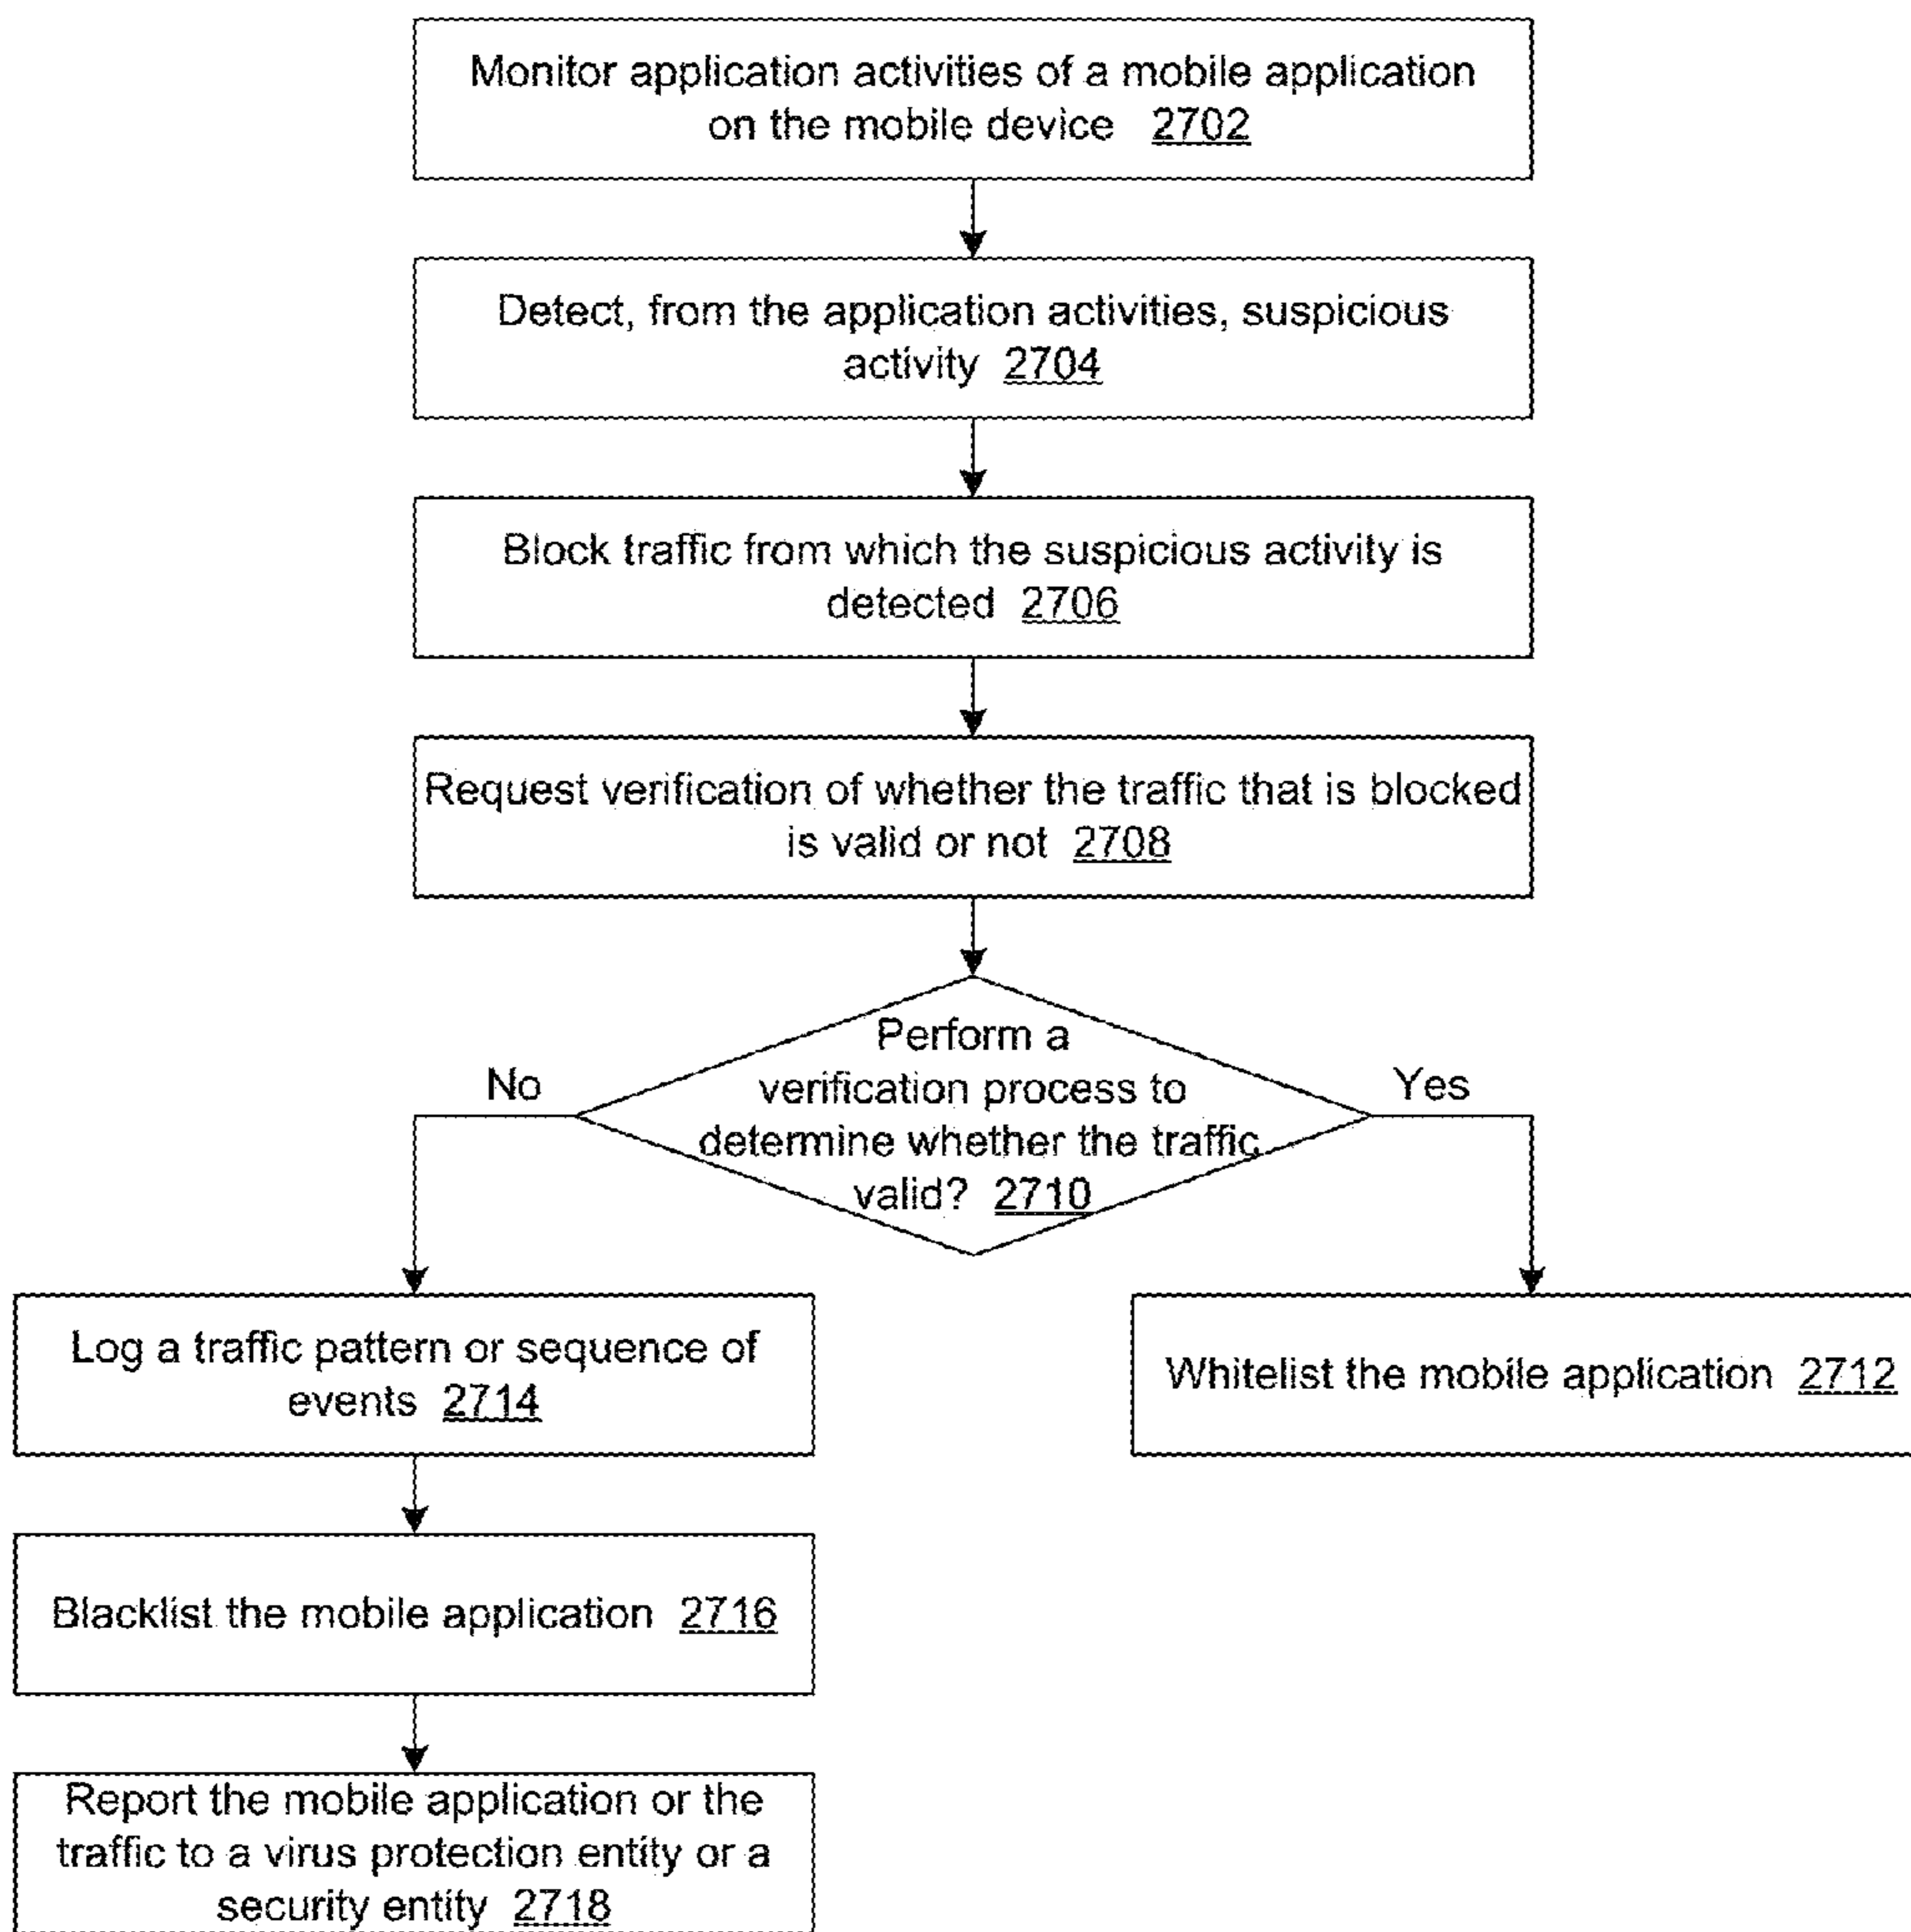 Monitor application activities of a mobile application
on the mobile device 2702
Detect, from the application activities, suspicious
activity 2704
Block traffic from which the suspicious activity is
detected 2706
Request verification of whether the traffic that is blocked
is valid or not 2708
Perform a
verification process to
determine whether the traffic
valid? 2710
No
Yes
Log a traffic pattern or sequence of
events 2714
Whitelist the mobile application 2712
Blacklist the mobile application 2716
Report the mobile application or the
traffic to a virus protection entity or a
security entity 2718